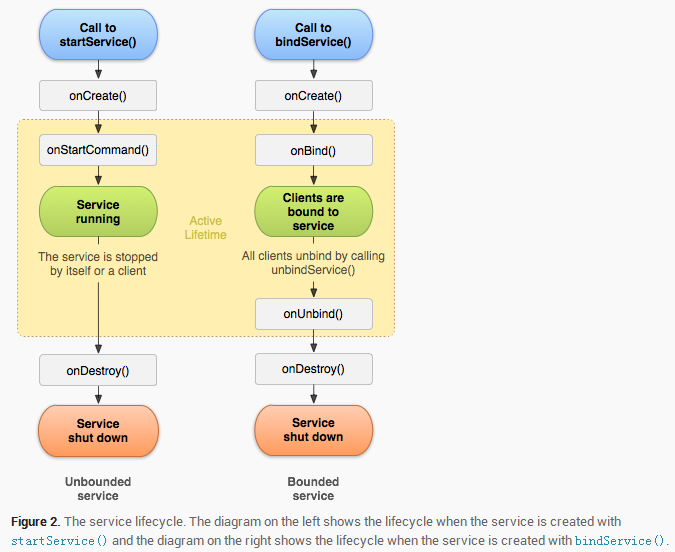 Call to
startService()
onCreate()
onStartCommand()
Service
running
The service is stopped
by itself or a client
onDestroy()
Service
shut down
Unbounded
service
Active
Lifetime
Call to
bindService()
onCreate()
onBind()
Clients are
bound to
service
All clients unbind by calling
unbindService()
onUnbind()
onDestroy()
Service
shut down
Bounded
service
Figure 2. The service lifecycle. The diagram on the left shows the lifecycle when the service is created with
startService() and the diagram on the right shows the lifecycle when the service is created with bindService().